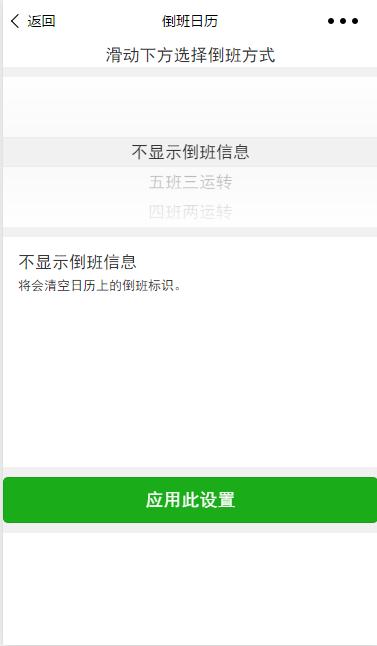 返回
倒班日历
滑动下方选择倒班方式
不显示倒班信息
五班三运转
四班两运转
不显示倒班信息
将会清空日历上的倒班标识。
应用此设置